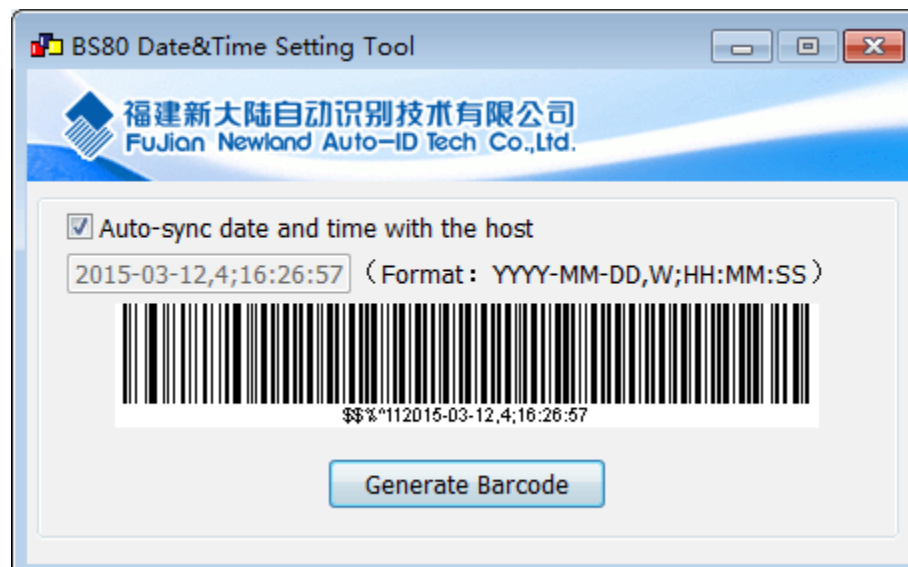 BS80 Date&Time Setting Tool
福建新大陆自动识别技术有限公司
FuJian Newland Auto-ID Tech Co.,Ltd.
Auto-sync date and time with the host
2015-03-12,4;16:26:57 （Format：YYYY-MM-DD,W;HH:MM:SS）
$$%^112015-03-12,4;16:26:57
Generate Barcode